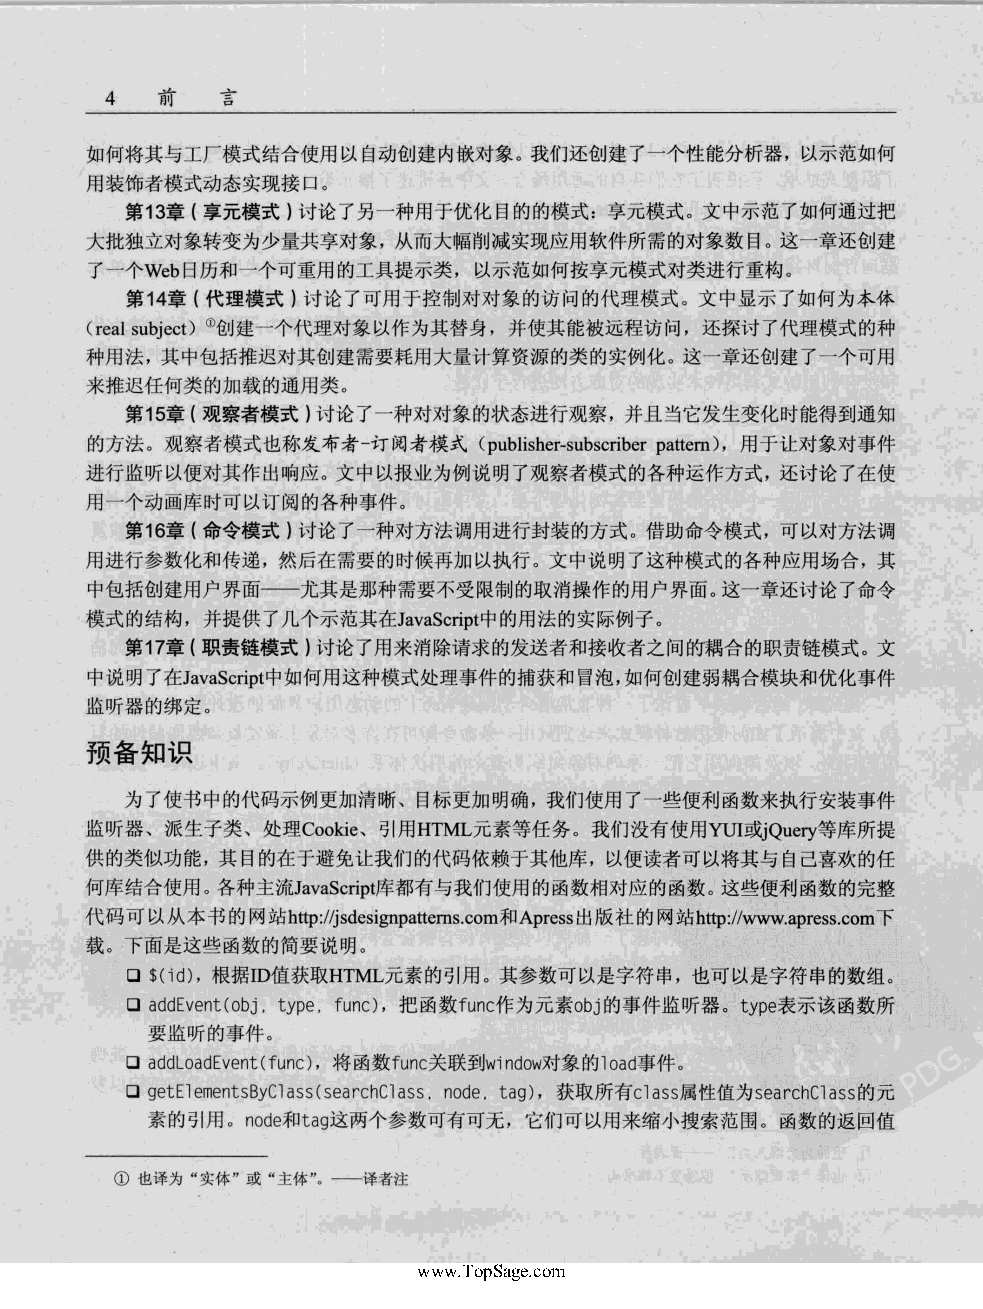 4 前 言
如何将其与工厂模式结合使用以自动创建内嵌对象。我们还创建了一个性能分析器，以示范如何
用装饰者模式动态实现接口。
第13章（享元模式）讨论了另一种用于优化目的的模式：享元模式。文中示范了如何通过把
大批独立对象转变为少量共享对象，从而大幅削减实现应用软件所需的对象数目。这一章还创建
了一个Web日历和一个可重用的工具提示类，以示范如何按享元模式对类进行重构。
第14章（代理模式）讨论了可用于控制对对象的访问的代理模式。文中显示了如何为本体
（real subject）①创建一个代理对象以作为其替身，并使其能被远程访问，还探讨了代理模式的种
种用法，其中包括推迟对其创建需要耗用大量计算资源的类的实例化。这一章还创建了一个可用
来推迟任何类的加载的通用类。
第15章（观察者模式）讨论了一种对对象的状态进行观察，并且当它发生变化时能得到通知
的方法。观察者模式也称发布者-订阅者模式（publisher-subscriber pattern），用于让对象对事件
进行监听以便对其作出响应。文中以报业为例说明了观察者模式的各种运作方式，还讨论了在使
用一个动画库时可以订阅的各种事件。
第16章（命令模式）讨论了一种对方法调用进行封装的方式。借助命令模式，可以对方法调
用进行参数化和传递，然后在需要的时候再加以执行。文中说明了这种模式的各种应用场合，其
中包括创建用户界面——尤其是那种需要不受限制的取消操作的用户界面。这一章还讨论了命令
模式的结构，并提供了几个示范其在JavaScript中的用法的实际例子。
第17章（职责链模式）讨论了用来消除请求的发送者和接收者之间的耦合的职责链模式。文
中说明了在JavaScript中如何用这种模式处理事件的捕获和冒泡，如何创建弱耦合模块和优化事件
监听器的绑定。
预备知识
为了使书中的代码示例更加清晰、目标更加明确，我们使用了一些便利函数来执行安装事件
监听器、派生子类、处理Cookie、引用HTML元素等任务。我们没有使用YUI或jQuery等库所提
供的类似功能，其目的在于避免让我们的代码依赖于其他库，以便读者可以将其与自己喜欢的任
何库结合使用。各种主流JavaScript库都有与我们使用的函数相对应的函数。这些便利函数的完整
代码可以从本书的网站http://jsdesignpatterns.com和Apress出版社的网站http://www.apress.com下
载。下面是这些函数的简要说明。
❑ $(id)，根据ID值获取HTML元素的引用。其参数可以是字符串，也可以是字符串的数组。
❑ addEvent(obj, type, func)，把函数func作为元素obj的事件监听器。type表示该函数所
要监听的事件。
❑ addLoadEvent(func)，将函数func关联到window对象的load事件。
❑ getElementsByClass(searchClass, node, tag)，获取所有class属性值为searchClass的元
素的引用。node和tag这两个参数可有可无，它们可以用来缩小搜索范围。函数的返回值
PDG
① 也译为“实体”或“主体”。——译者注
www.TopSage.com